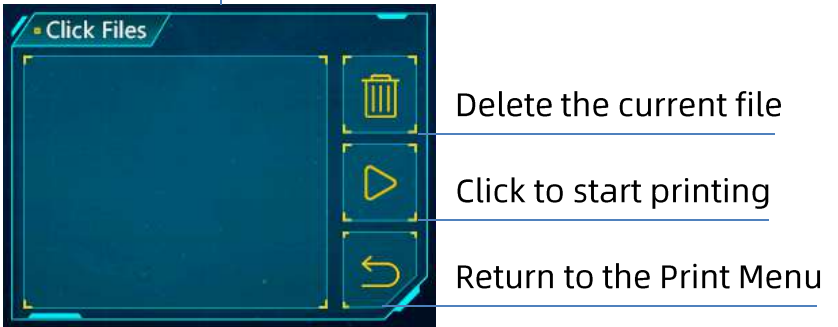 Click Files
Delete the current file
Click to start printing
Return to the Print Menu